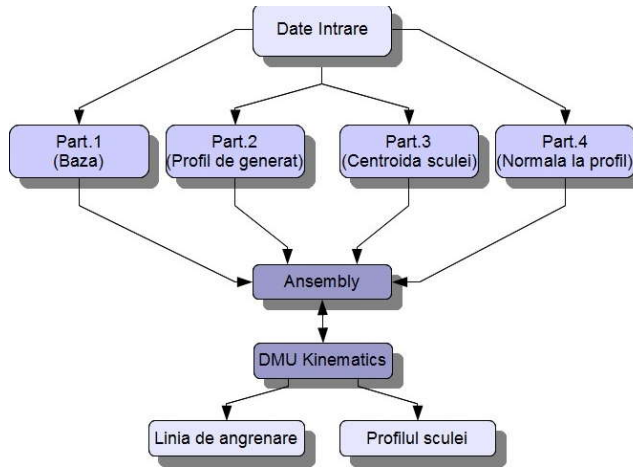 Date Intrare
Part.1
(Baza)
Part.2
(Profil de generat)
Part.3
(Centroida sculei)
Part.4
(Normala la profil)
Ansembly
DMU Kinematics
Linia de angrenare
Profilul sculei